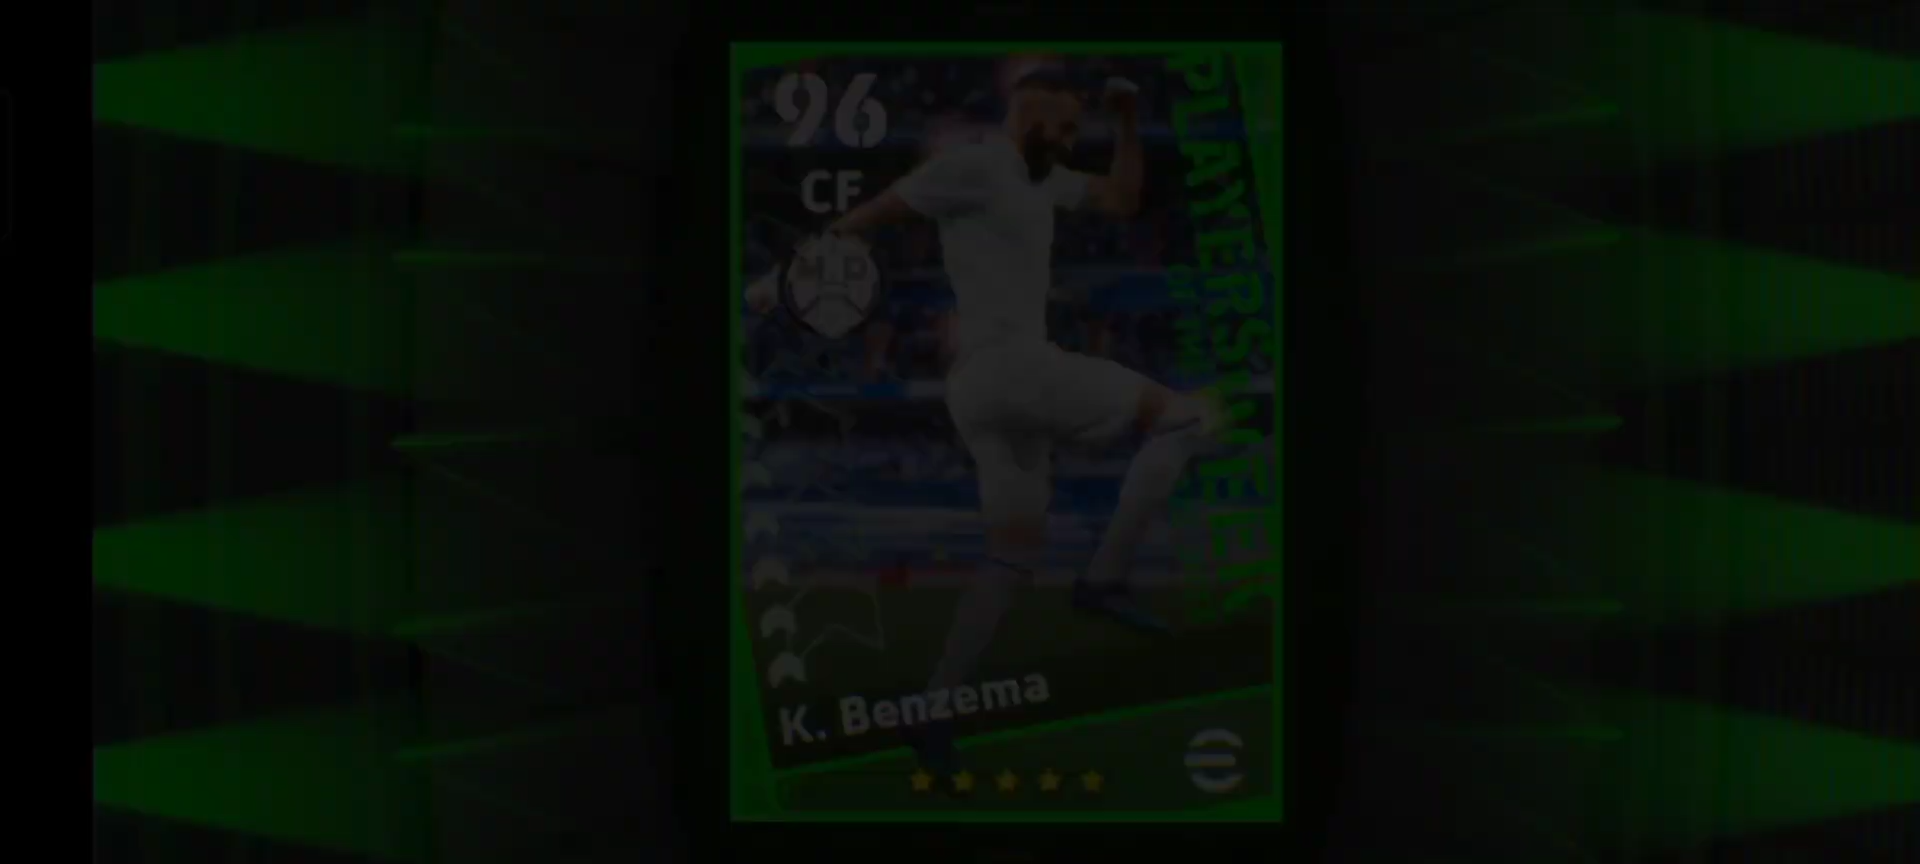 96
CF
PLAYERS
OF THE
WEEK
K. Benzema